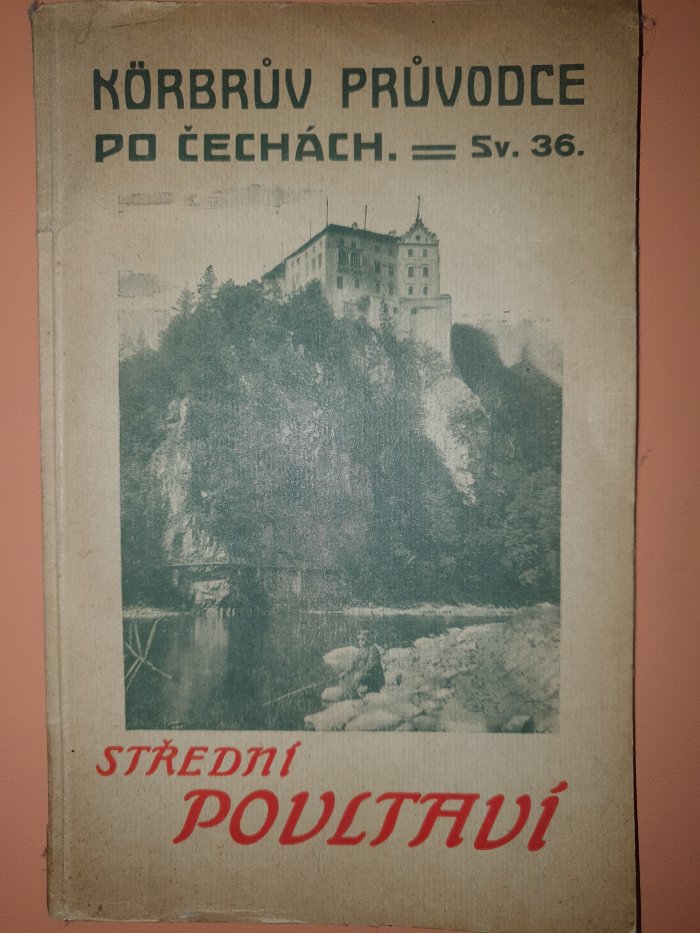 KÖRBRŮV PRŮVODCE
PO ČECHÁCH. = Sv. 36.
STŘEDNÍ
POVLTAVÍ